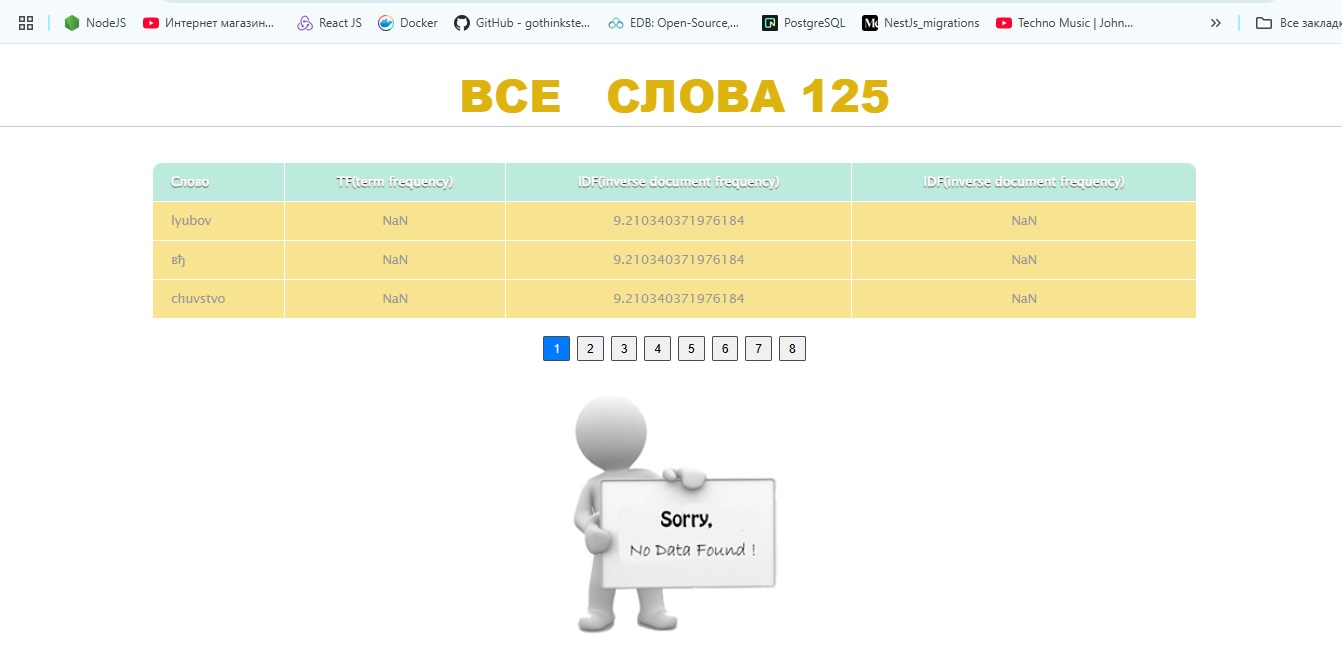 NodeJS Интернет магазин... React JS Docker GitHub - gothinkste... EDB: Open-Source,... PostgreSQL NestJs_migrations Techno Music | John... » Все заклад
ВСЕ СЛОВА 125
Слово TF(term frequency) IDF(inverse document frequency) IDF(inverse document frequency)
lyubov NaN 9.210340371976184 NaN
вђ NaN 9.210340371976184 NaN
chuvstvo NaN 9.210340371976184 NaN
1 2 3 4 5 6 7 8
Sorry,
No Data Found !